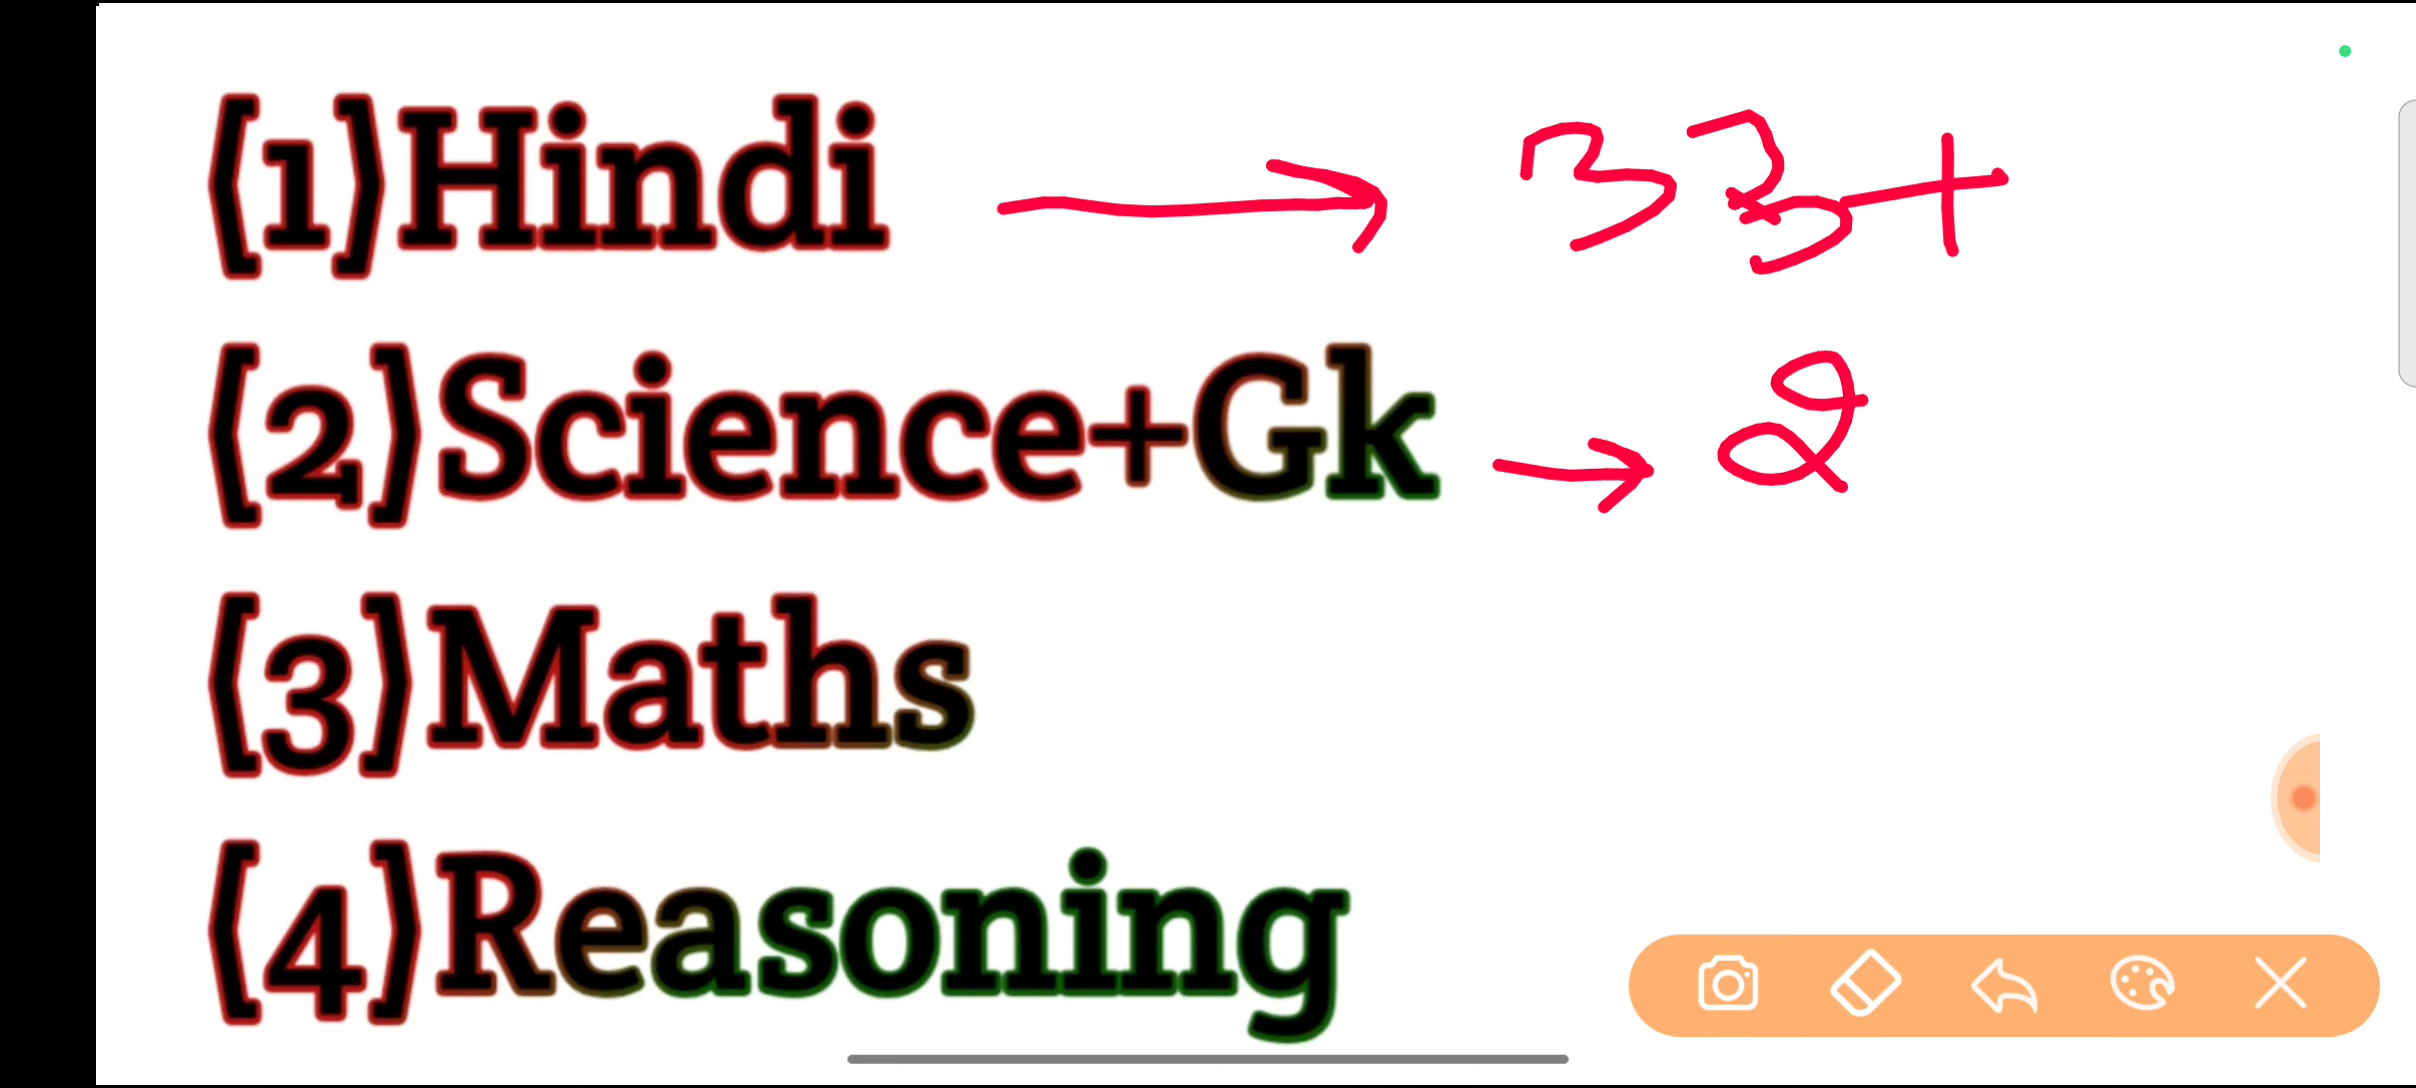 (1)Hindi → 33+
(2)Science+Gk → 2
(3)Maths
(4)Reasoning